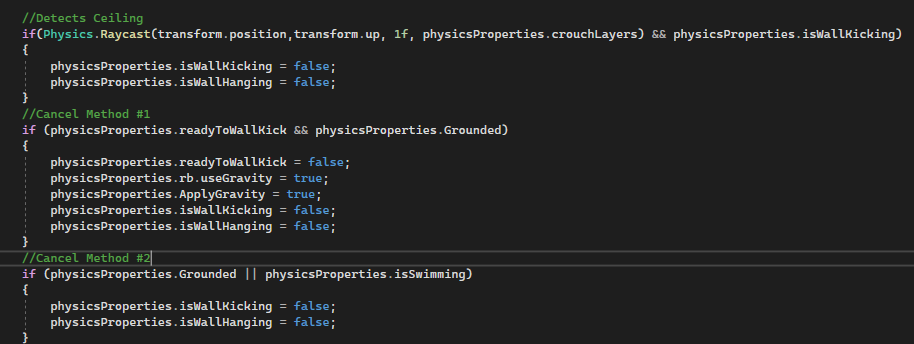 //Detects Ceiling
if(Physics.Raycast(transform.position,transform.up, 1f, physicsProperties.crouchLayers) && physicsProperties.isWallKicking)
{
physicsProperties.isWallKicking = false;
physicsProperties.isWallHanging = false;
}
//Cancel Method #1
if (physicsProperties.readyToWallKick && physicsProperties.Grounded)
{
physicsProperties.readyToWallKick = false;
physicsProperties.rb.useGravity = true;
physicsProperties.ApplyGravity = true;
physicsProperties.isWallKicking = false;
physicsProperties.isWallHanging = false;
}
//Cancel Method #2
if (physicsProperties.Grounded || physicsProperties.isSwimming)
{
physicsProperties.isWallKicking = false;
physicsProperties.isWallHanging = false;
}